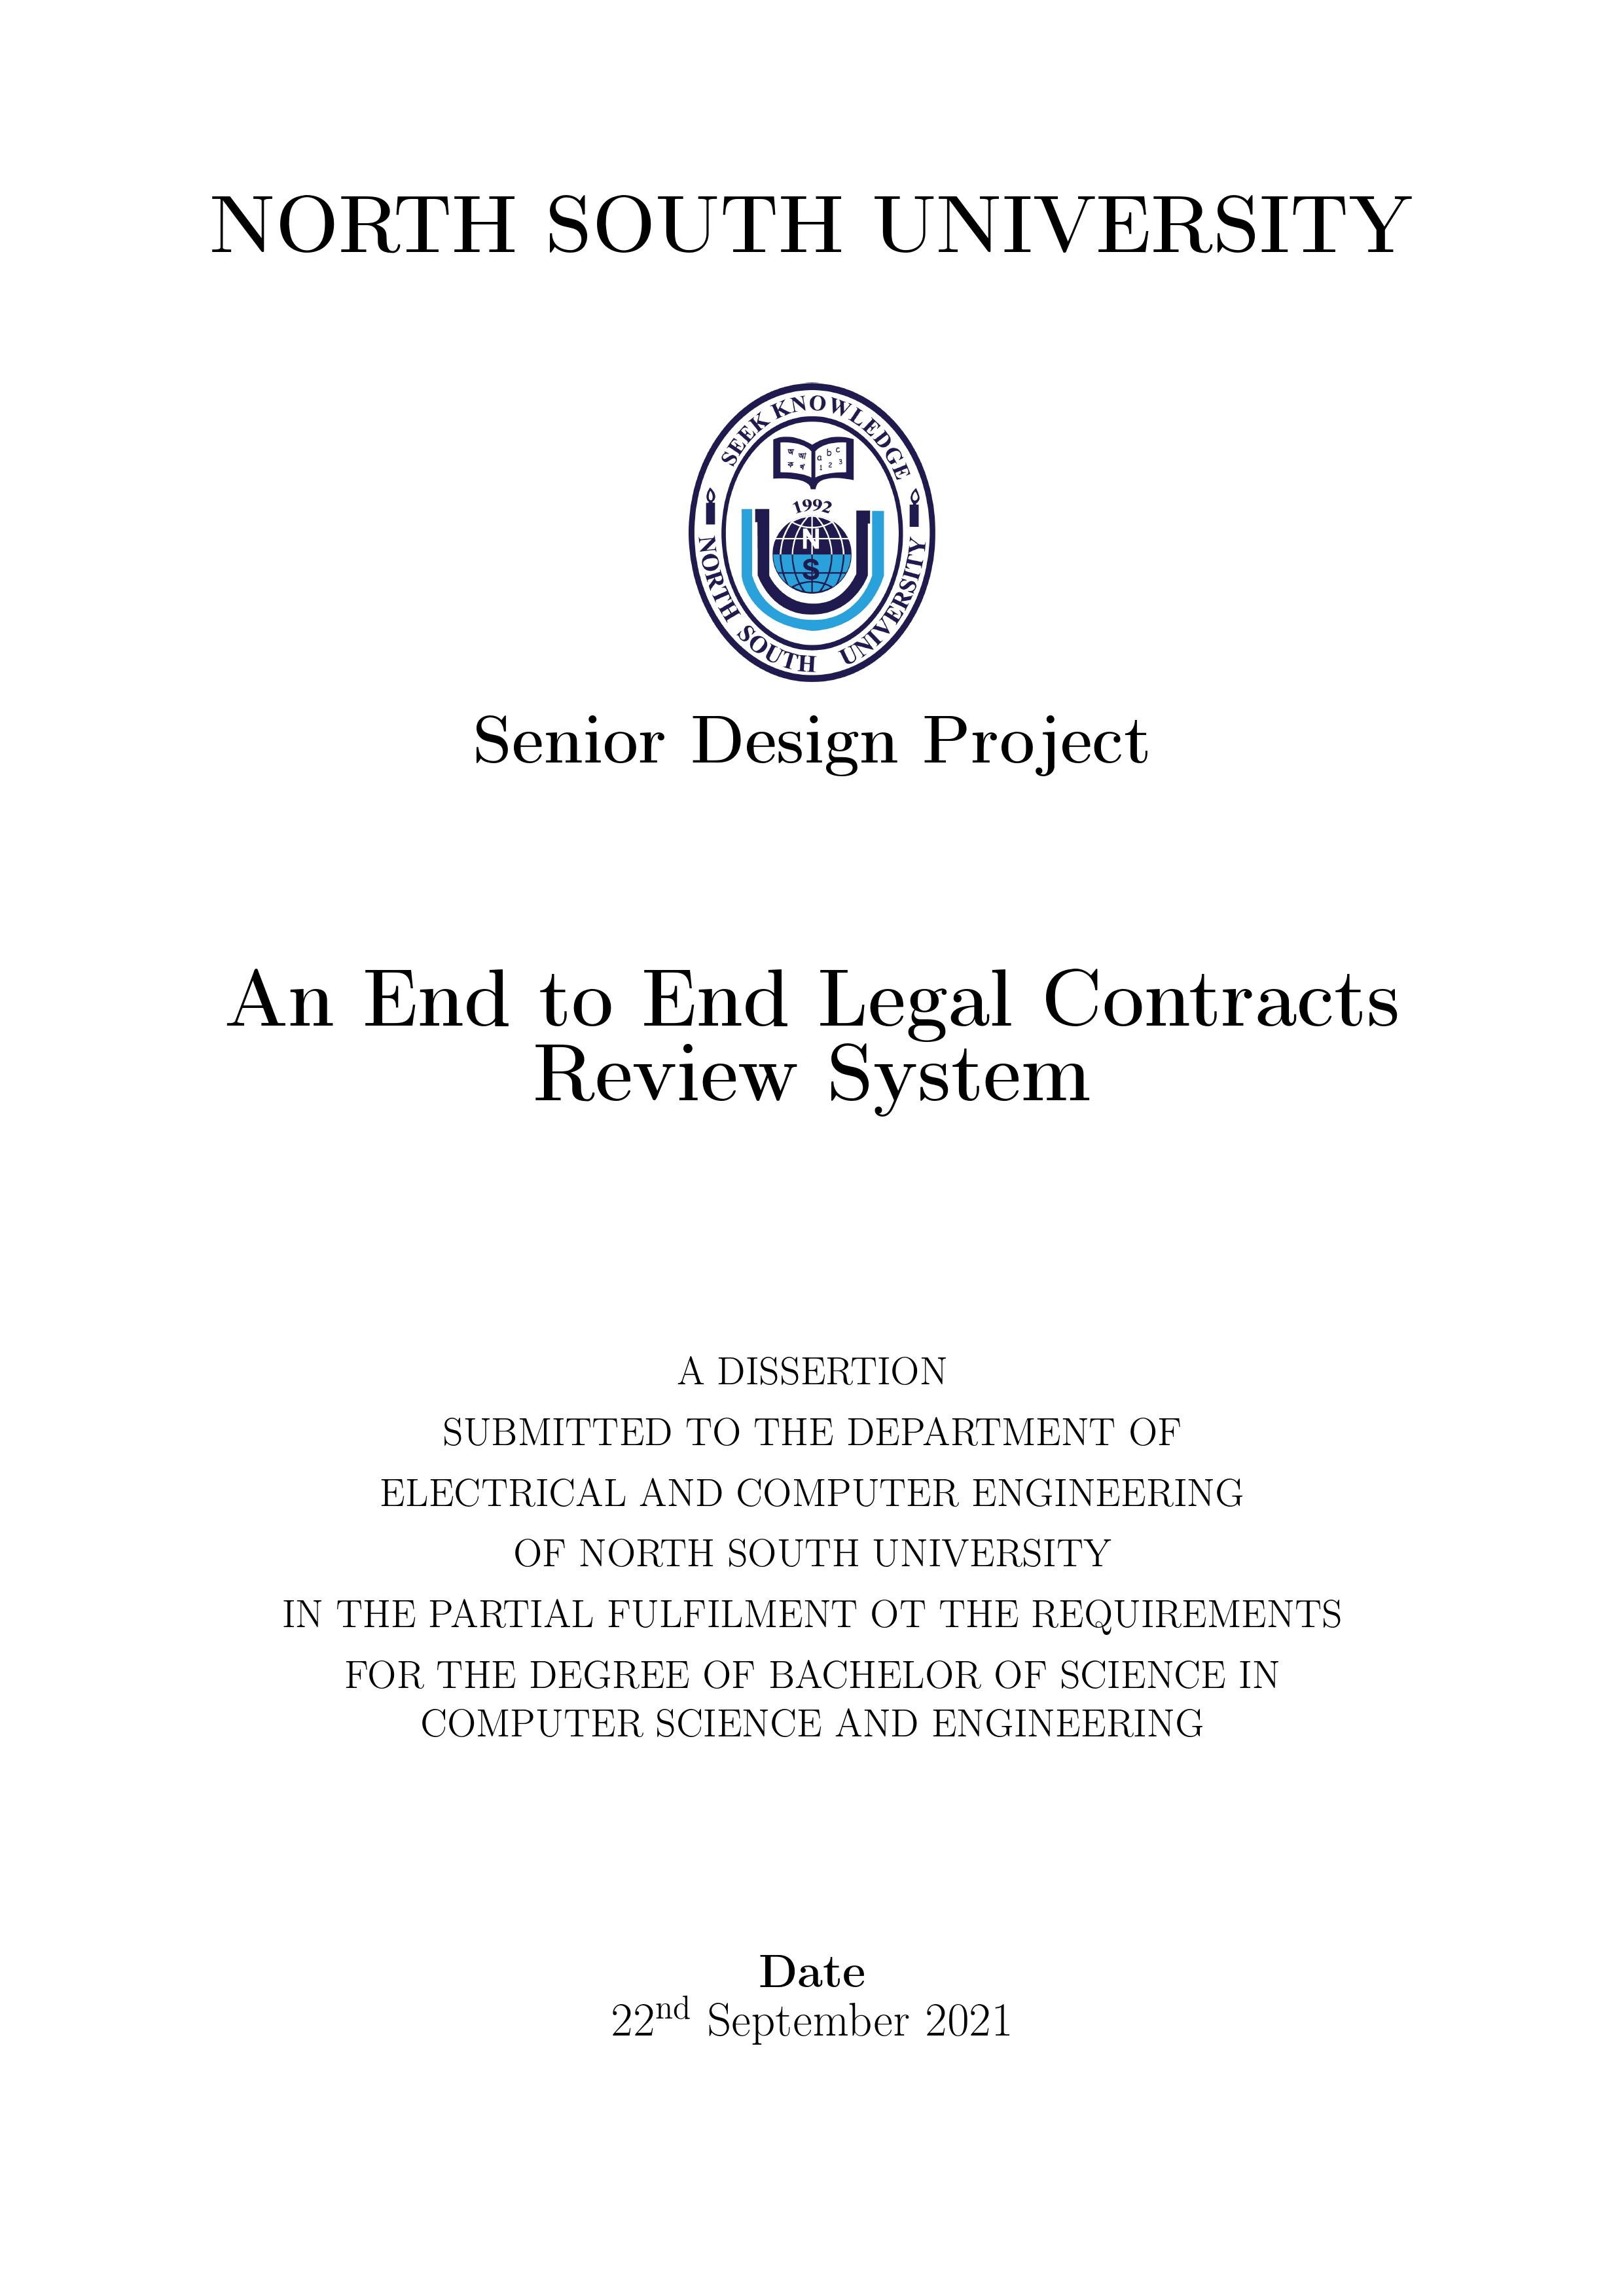 NORTH SOUTH UNIVERSITY
SEEK KNOWLEDGE
অ আ a b c
ক খ 1 2 3
1992
N
S
NORTH SOUTH UNIVERSITY
Senior Design Project
An End to End Legal Contracts
Review System
A DISSERTION
SUBMITTED TO THE DEPARTMENT OF
ELECTRICAL AND COMPUTER ENGINEERING
OF NORTH SOUTH UNIVERSITY
IN THE PARTIAL FULFILMENT OT THE REQUIREMENTS
FOR THE DEGREE OF BACHELOR OF SCIENCE IN
COMPUTER SCIENCE AND ENGINEERING
Date
22nd September 2021